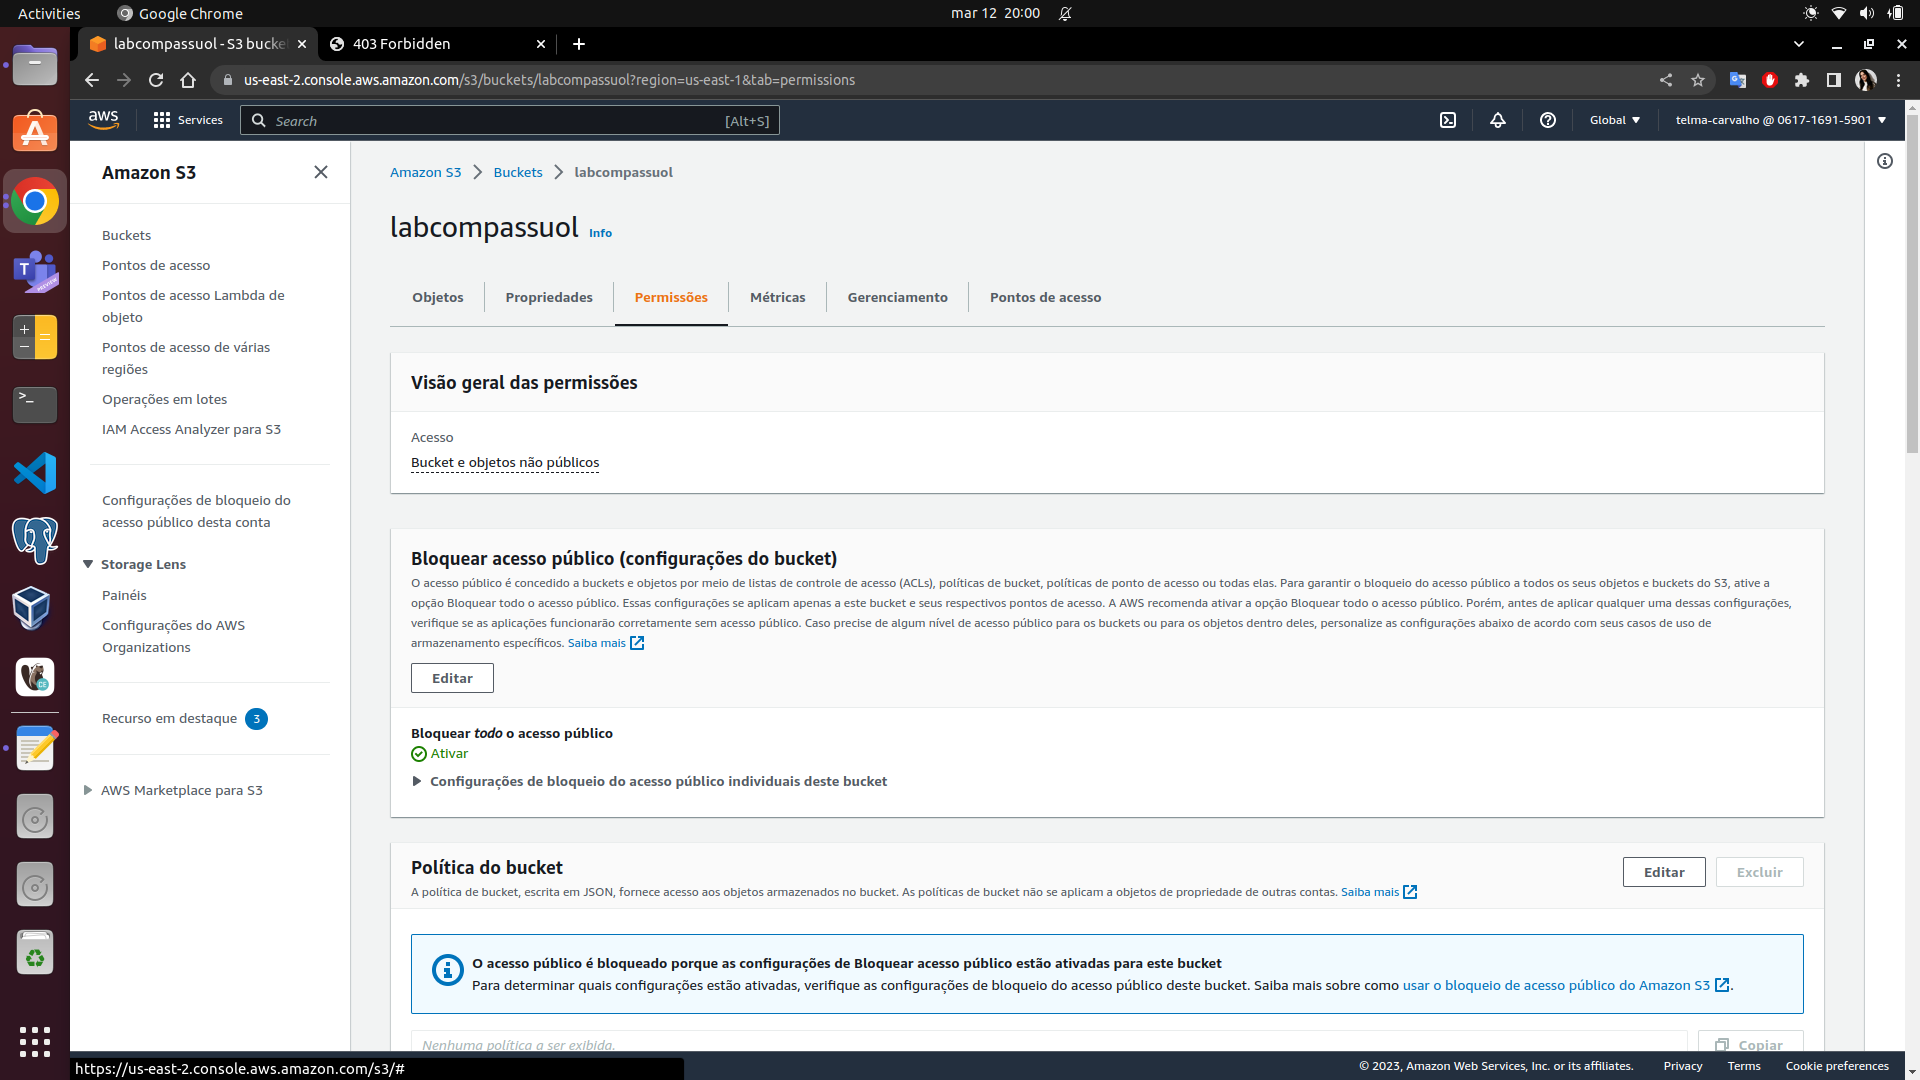 Activities
Google Chrome
mar 12 20:00
labcompassuol - S3 bucke
403 Forbidden
us-east-2.console.aws.amazon.com/s3/buckets/labcompassuol?region=us-east-1&tab=permissions
aws
Services
Search
[Alt+S]
Global
telma-carvalho @ 0617-1691-5901
Amazon S3
Buckets
Pontos de acesso
Pontos de acesso Lambda de
objeto
Pontos de acesso de várias
regiões
Operações em lotes
IAM Access Analyzer para S3
Configurações de bloqueio do
acesso público desta conta
Storage Lens
Painéis
Configurações do AWS
Organizations
Recurso em destaque 3
AWS Marketplace para S3
Amazon S3 > Buckets > labcompassuol
labcompassuol Info
Objetos
Propriedades
Permissões
Métricas
Gerenciamento
Pontos de acesso
Visão geral das permissões
Acesso
Bucket e objetos não públicos
Bloquear acesso público (configurações do bucket)
O acesso público é concedido a buckets e objetos por meio de listas de controle de acesso (ACLs), políticas de bucket, políticas de ponto de acesso ou todas elas. Para garantir o bloqueio do acesso público a todos os seus objetos e buckets do S3, ative a
opção Bloquear todo o acesso público. Essas configurações se aplicam apenas a este bucket e seus respectivos pontos de acesso. A AWS recomenda ativar a opção Bloquear todo o acesso público. Porém, antes de aplicar qualquer uma dessas configurações,
verifique se as aplicações funcionarão corretamente sem acesso público. Caso precise de algum nível de acesso público para os buckets ou para os objetos dentro deles, personalize as configurações abaixo de acordo com seus casos de uso de
armazenamento específicos. Saiba mais
Editar
Bloquear todo o acesso público
Ativar
Configurações de bloqueio do acesso público individuais deste bucket
Política do bucket
A política de bucket, escrita em JSON, fornece acesso aos objetos armazenados no bucket. As políticas de bucket não se aplicam a objetos de propriedade de outras contas. Saiba mais
Editar
Excluir
O acesso público é bloqueado porque as configurações de Bloquear acesso público estão ativadas para este bucket
Para determinar quais configurações estão ativadas, verifique as configurações de bloqueio do acesso público deste bucket. Saiba mais sobre como usar o bloqueio de acesso público do Amazon S3.
Nenhuma política a ser exibida.
Copiar
https://us-east-2.console.aws.amazon.com/s3/#
© 2023, Amazon Web Services, Inc. or its affiliates.
Privacy
Terms
Cookie preferences